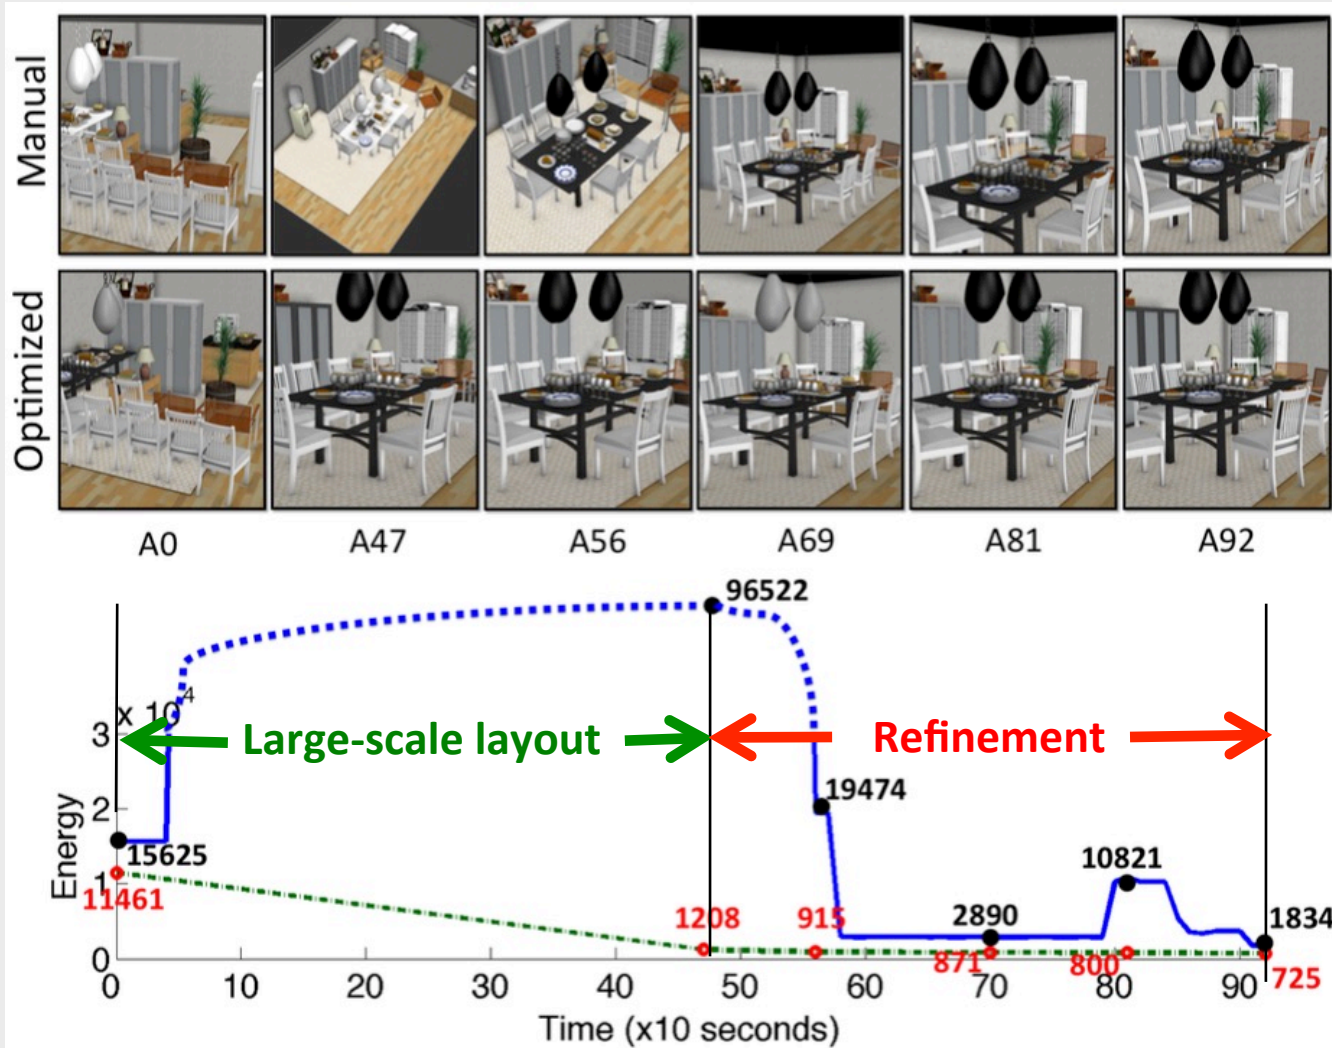 Manual
Optimized
A0 A47 A56 A69 A81 A92
96522
x 10⁴
3
Large-scale layout Refinement
2
19474
15625
10821
1
11461
1208 915 2890 1834
871 800 725
0
0 10 20 30 40 50 60 70 80 90
Energy
Time (x10 seconds)